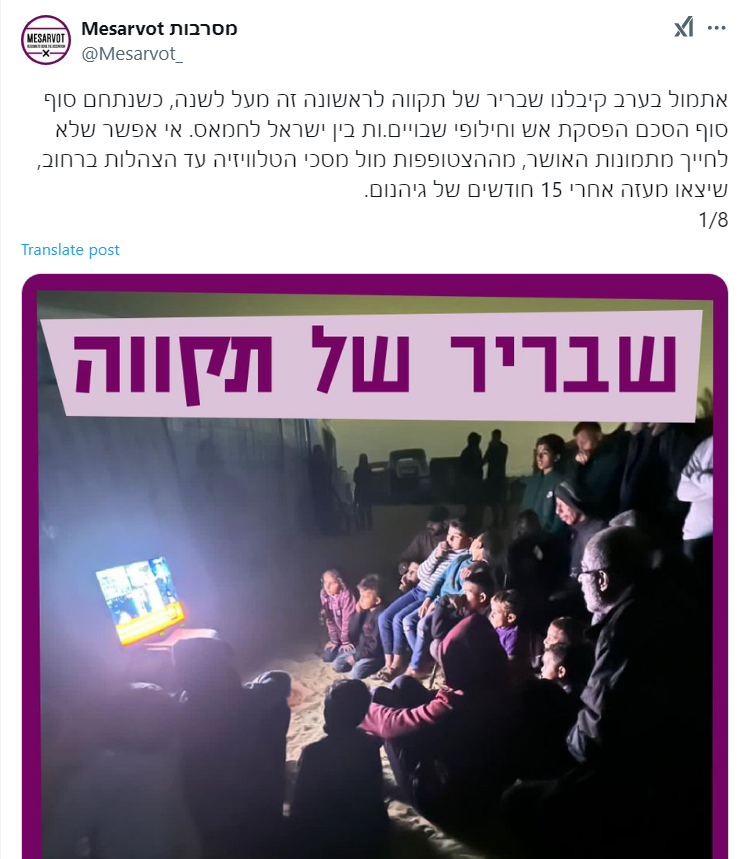 Mesarvot מסרבות
@Mesarvot_
MESARVOT
אתמול בערב קיבלנו שבריר של תקווה לראשונה זה מעל לשנה, כשנתחם סוף
סוף הסכם הפסקת אש וחילופי שבויים.ות בין ישראל לחמאס. אי אפשר שלא
לחייך מתמונות האושר, מההצטופפות מול מסכי הטלוויזיה עד הצהלות ברחוב,
שיצאו מעזה אחרי 15 חודשים של גיהנום.
1/8
Translate post
שבריר של תקווה